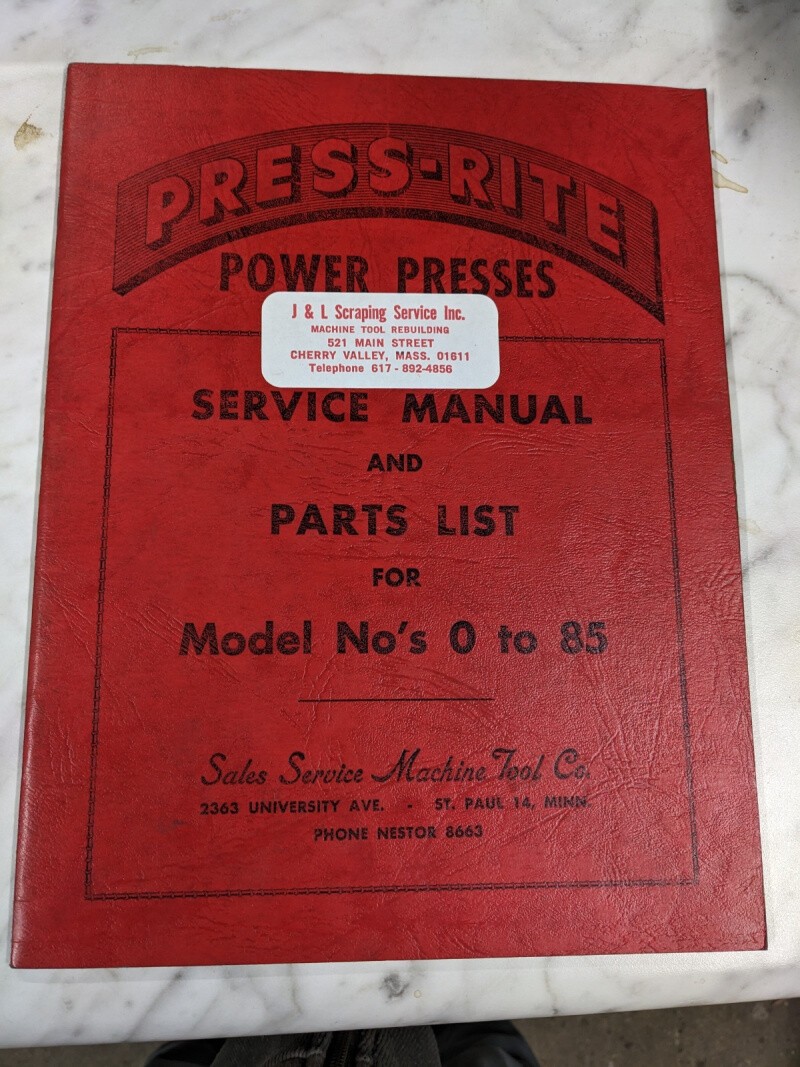 PRESS-RITE
POWER PRESSES
J & L Scraping Service Inc.
MACHINE TOOL REBUILDING
521 MAIN STREET
CHERRY VALLEY, MASS. 01611
Telephone 617 - 892-4856
SERVICE MANUAL
AND
PARTS LIST
FOR
Model No's 0 to 85
Sales Service Machine Tool Co.
2363 UNIVERSITY AVE. - ST. PAUL 14, MINN.
PHONE NESTOR 8663